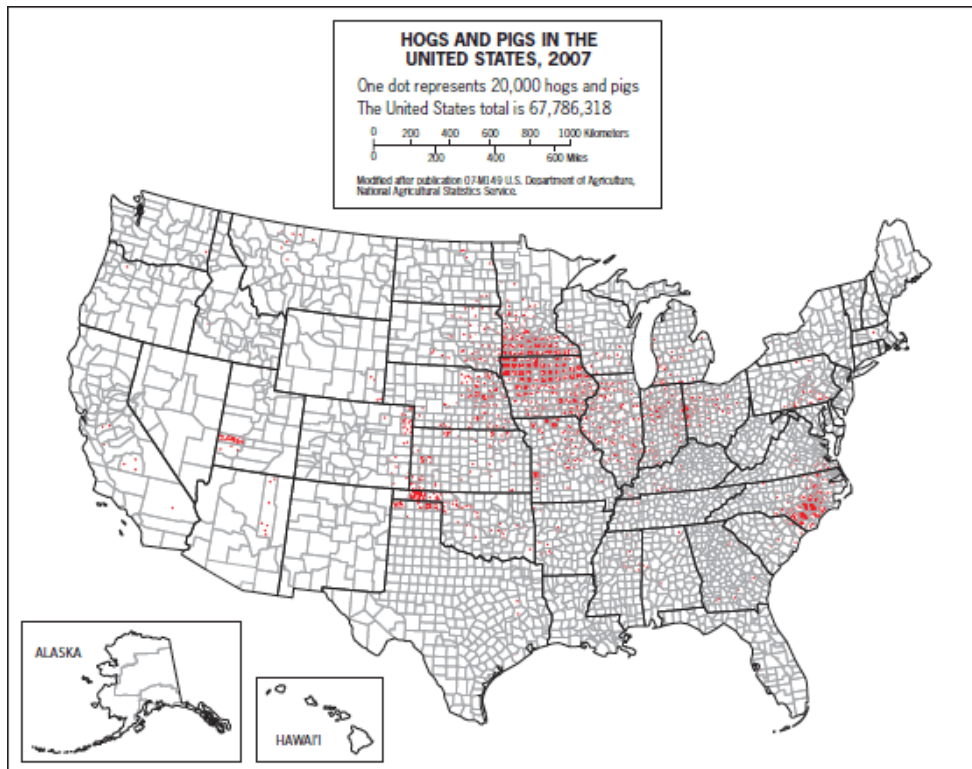 HOGS AND PIGS IN THE
UNITED STATES, 2007
One dot represents 20,000 hogs and pigs
The United States total is 67,786,318
0 200 400 600 800 1000 Kilometers
0 200 400 600 Miles
Modified after publication 07-M149 U.S. Department of Agriculture,
National Agricultural Statistics Service.
ALASKA
HAWAI'I